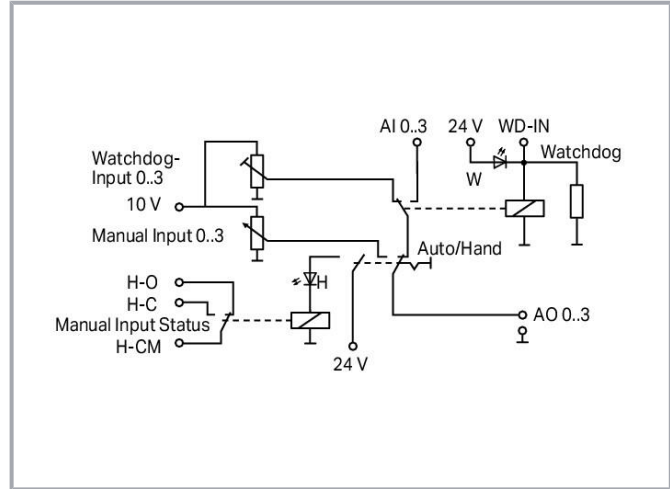 AI 0..3 24 V WD-IN
Watchdog-
Input 0..3
Watchdog
W
10 V
Manual Input 0..3
Auto/Hand
H-O
H
H-C
Manual Input Status
H-CM
AO 0..3
24 V